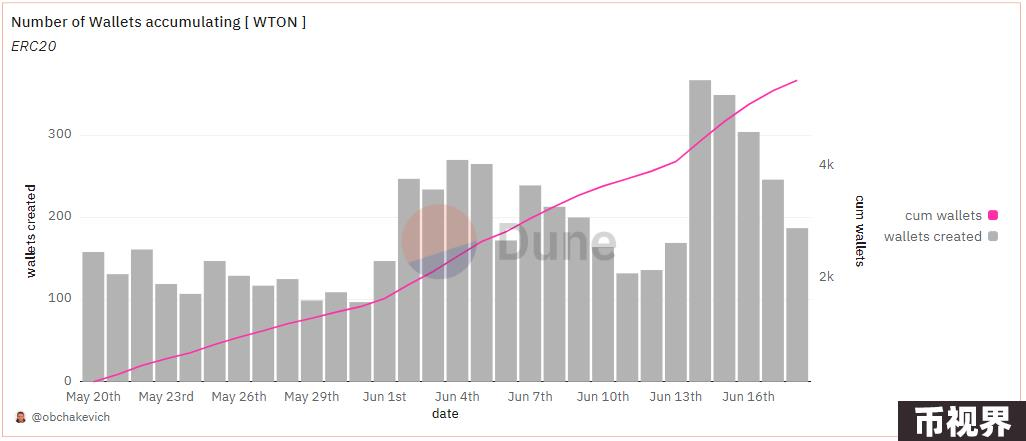 Number of Wallets accumulating [ WTON ]
ERC20
wallets created
300
200
100
0
4k
2k
cum wallets
Dune
cum wallets
wallets created
May 20th May 23rd May 26th May 29th Jun 1st Jun 4th Jun 7th Jun 10th Jun 13th Jun 16th
date
@obchakevich
币视界